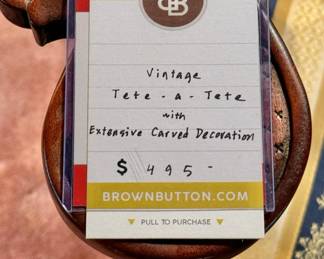 B
Vintage
Tete - a - Tete
with
Extensive Carved Decoration
$ 495 -
BROWNBUTTON.COM
PULL TO PURCHASE